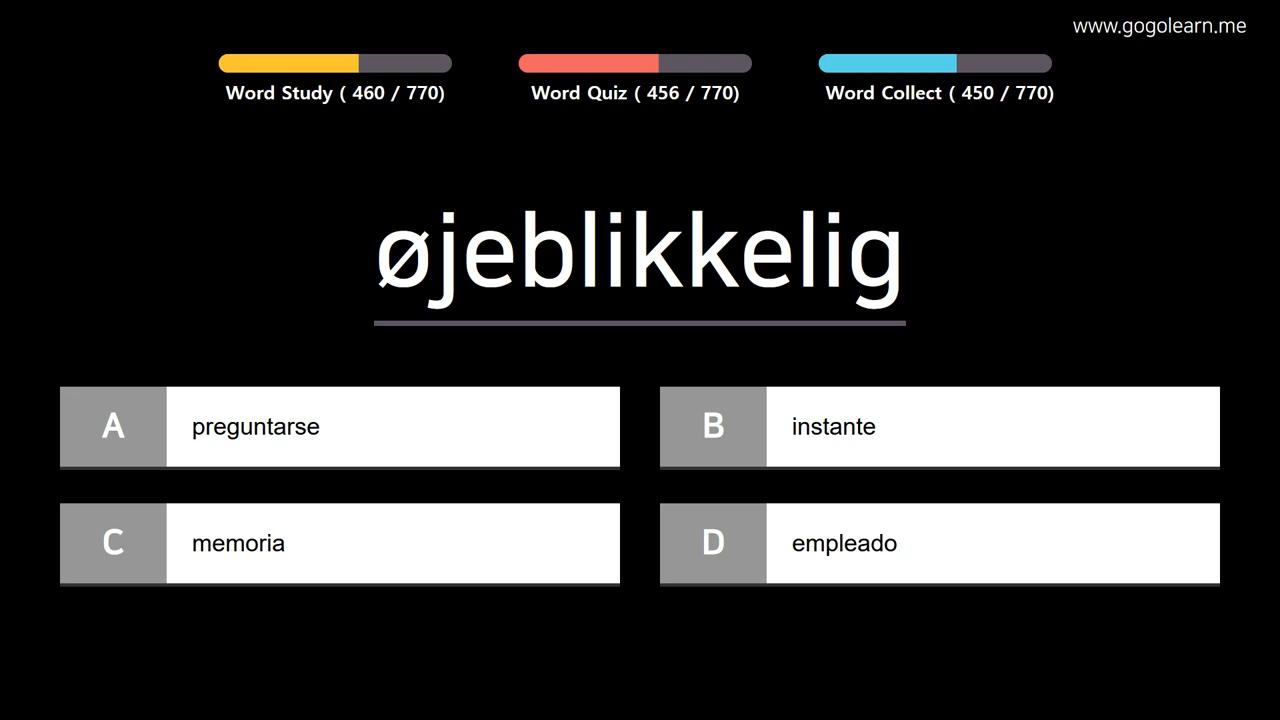 www.gogolearn.me
Word Study ( 460 / 770)
Word Quiz ( 456 / 770)
Word Collect ( 450 / 770)
øjeblikkelig
A preguntarse
B instante
C memoria
D empleado